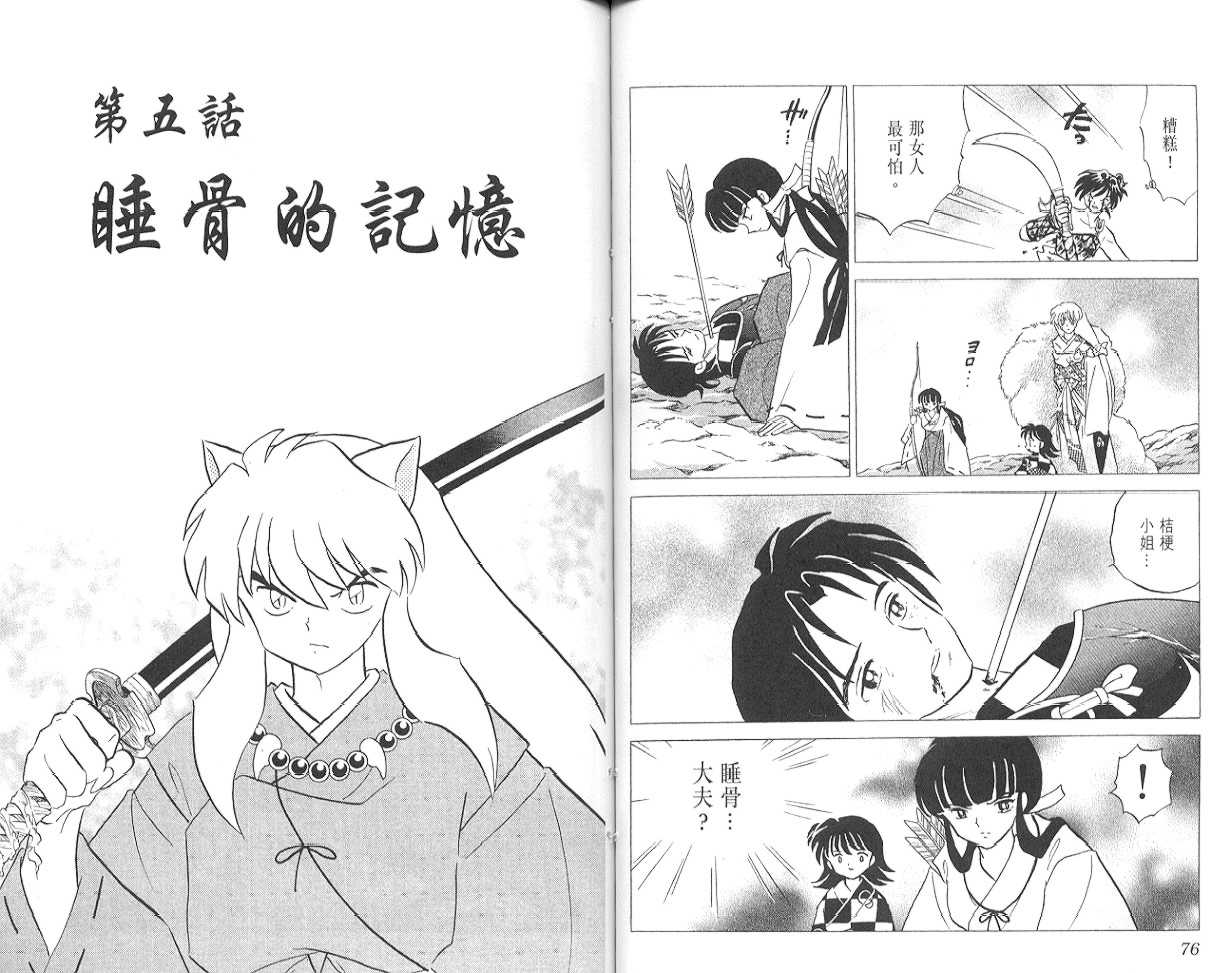 糟糕！
那女人
最可怕。
ヨロ…
ザ…
桔梗
小姐…
！
睡骨…
大夫？
76
第五話
睡骨的記憶